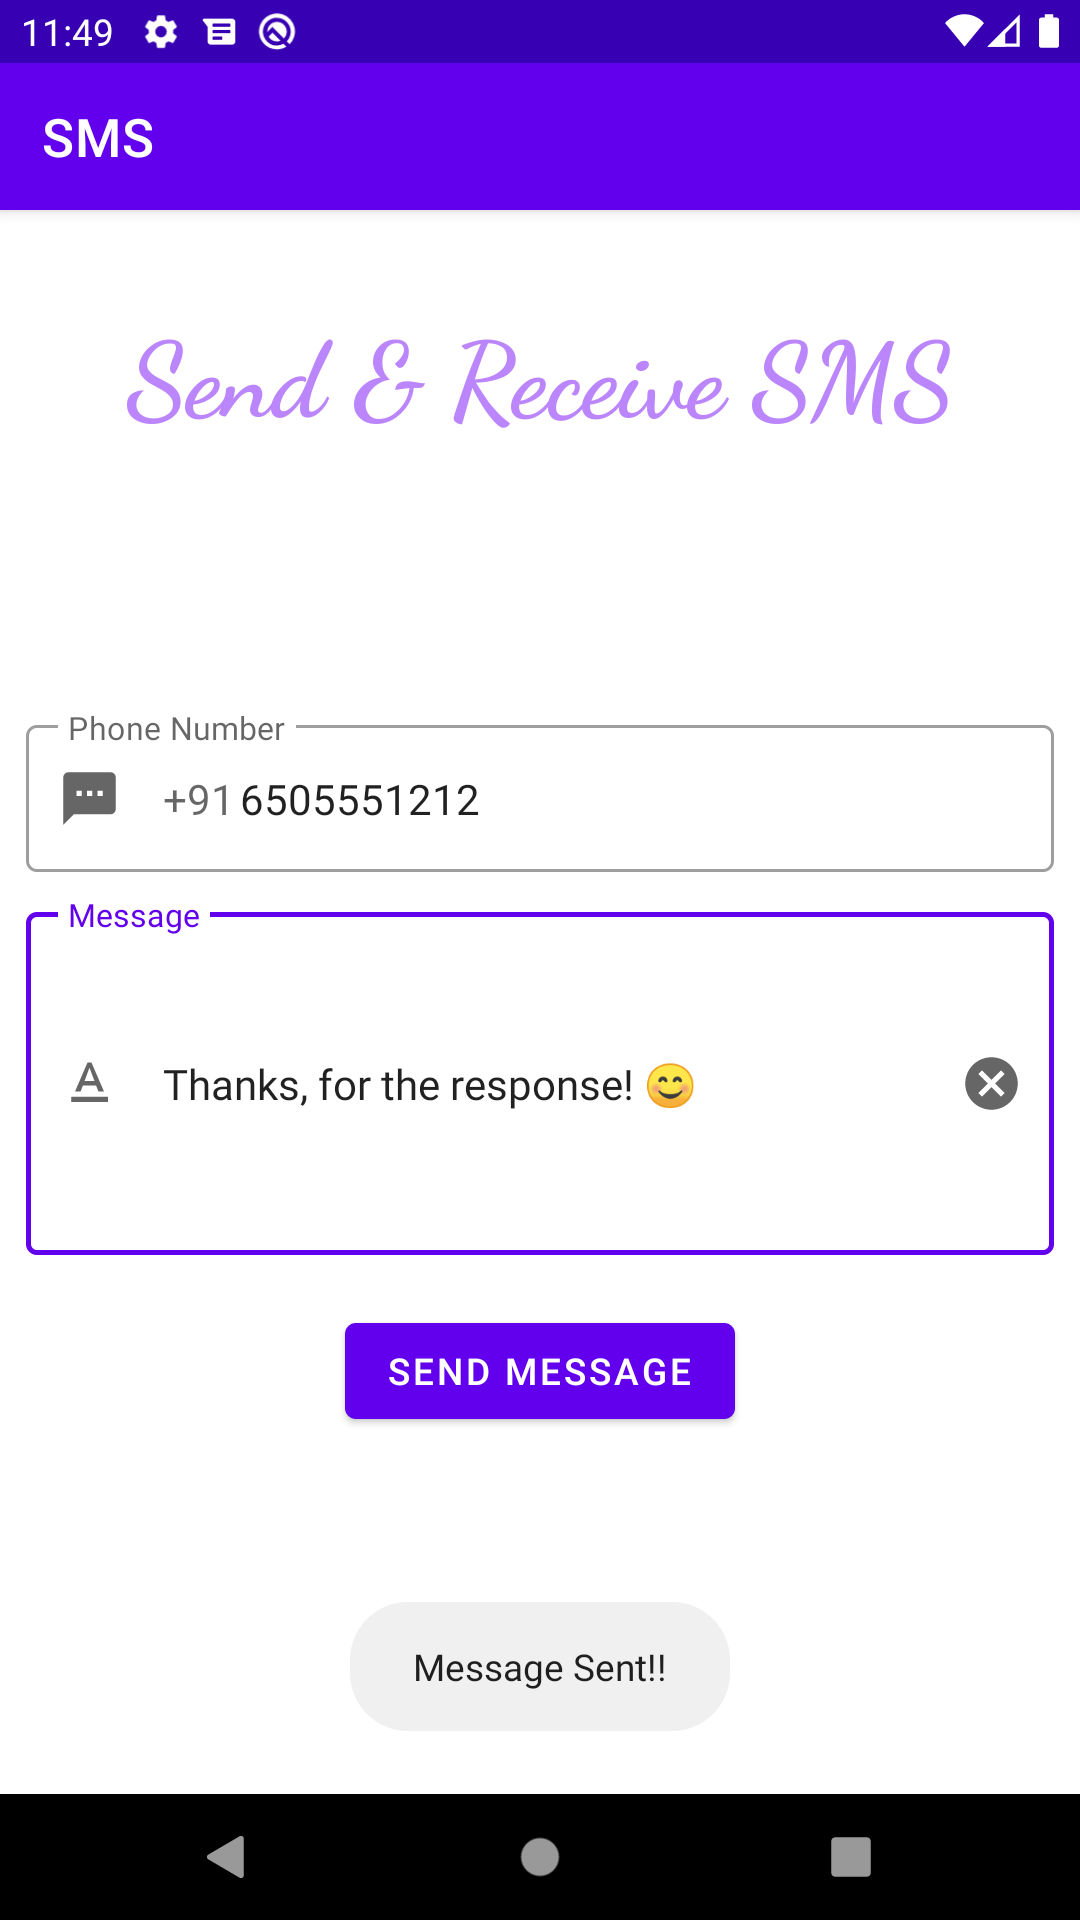 11:49
SMS
Send & Receive SMS
Phone Number
+91 6505551212
Message
Thanks, for the response! 😊
SEND MESSAGE
Message Sent!!